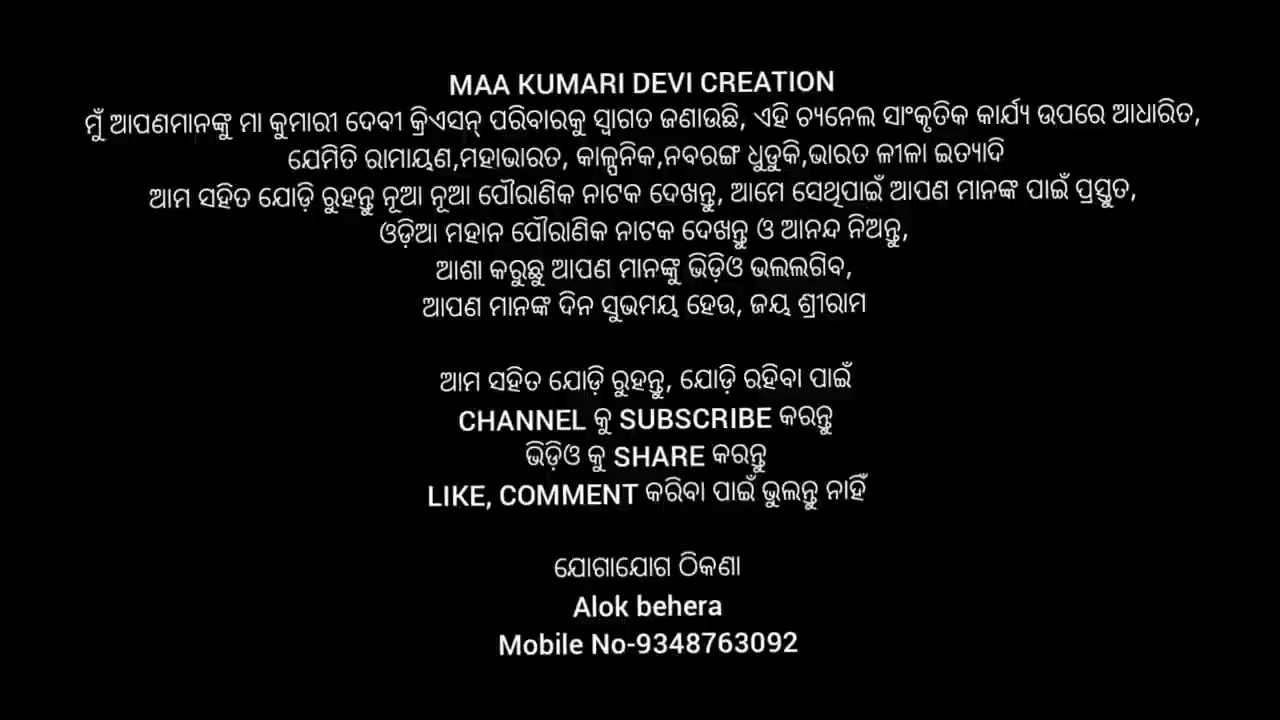 MAA KUMARI DEVI CREATION
ମୁଁ ଆପଣମାନଙ୍କୁ ମା କୁମାରୀ ଦେବୀ କ୍ରିଏସନ୍ ପରିବାରକୁ ସ୍ୱାଗତ ଜଣାଉଛି, ଏହି ଚ୍ୟନେଲ ସାଂକୃତିକ କାର୍ଯ୍ୟ ଉପରେ ଆଧାରିତ,
ଯେମିତି ରାମାୟଣ,ମହାଭାରତ, କାଳ୍ପନିକ,ନବରଙ୍ଗ ଧୁଡୁକି,ଭାରତ ଳୀଳା ଇତ୍ୟାଦି
ଆମ ସହିତ ଯୋଡ଼ି ରୁହନ୍ତୁ ନୂଆ ନୂଆ ପୌରାଣିକ ନାଟକ ଦେଖନ୍ତୁ, ଆମେ ସେଥିପାଇଁ ଆପଣ ମାନଙ୍କ ପାଇଁ ପ୍ରସ୍ତୁତ,
ଓଡ଼ିଆ ମହାନ ପୌରାଣିକ ନାଟକ ଦେଖନ୍ତୁ ଓ ଆନନ୍ଦ ନିଅନ୍ତୁ,
ଆଶା କରୁଛୁ ଆପଣ ମାନଙ୍କୁ ଭିଡ଼ିଓ ଭଲଲଗିବ,
ଆପଣ ମାନଙ୍କ ଦିନ ସୁଭମୟ ହେଉ, ଜୟ ଶ୍ରୀରାମ
ଆମ ସହିତ ଯୋଡ଼ି ରୁହନ୍ତୁ, ଯୋଡ଼ି ରହିବା ପାଇଁ
CHANNEL କୁ SUBSCRIBE କରନ୍ତୁ
ଭିଡ଼ିଓ କୁ SHARE କରନ୍ତୁ
LIKE, COMMENT କରିବା ପାଇଁ ଭୁଲନ୍ତୁ ନାହିଁ
ଯୋଗାଯୋଗ ଠିକଣା
Alok behera
Mobile No-9348763092